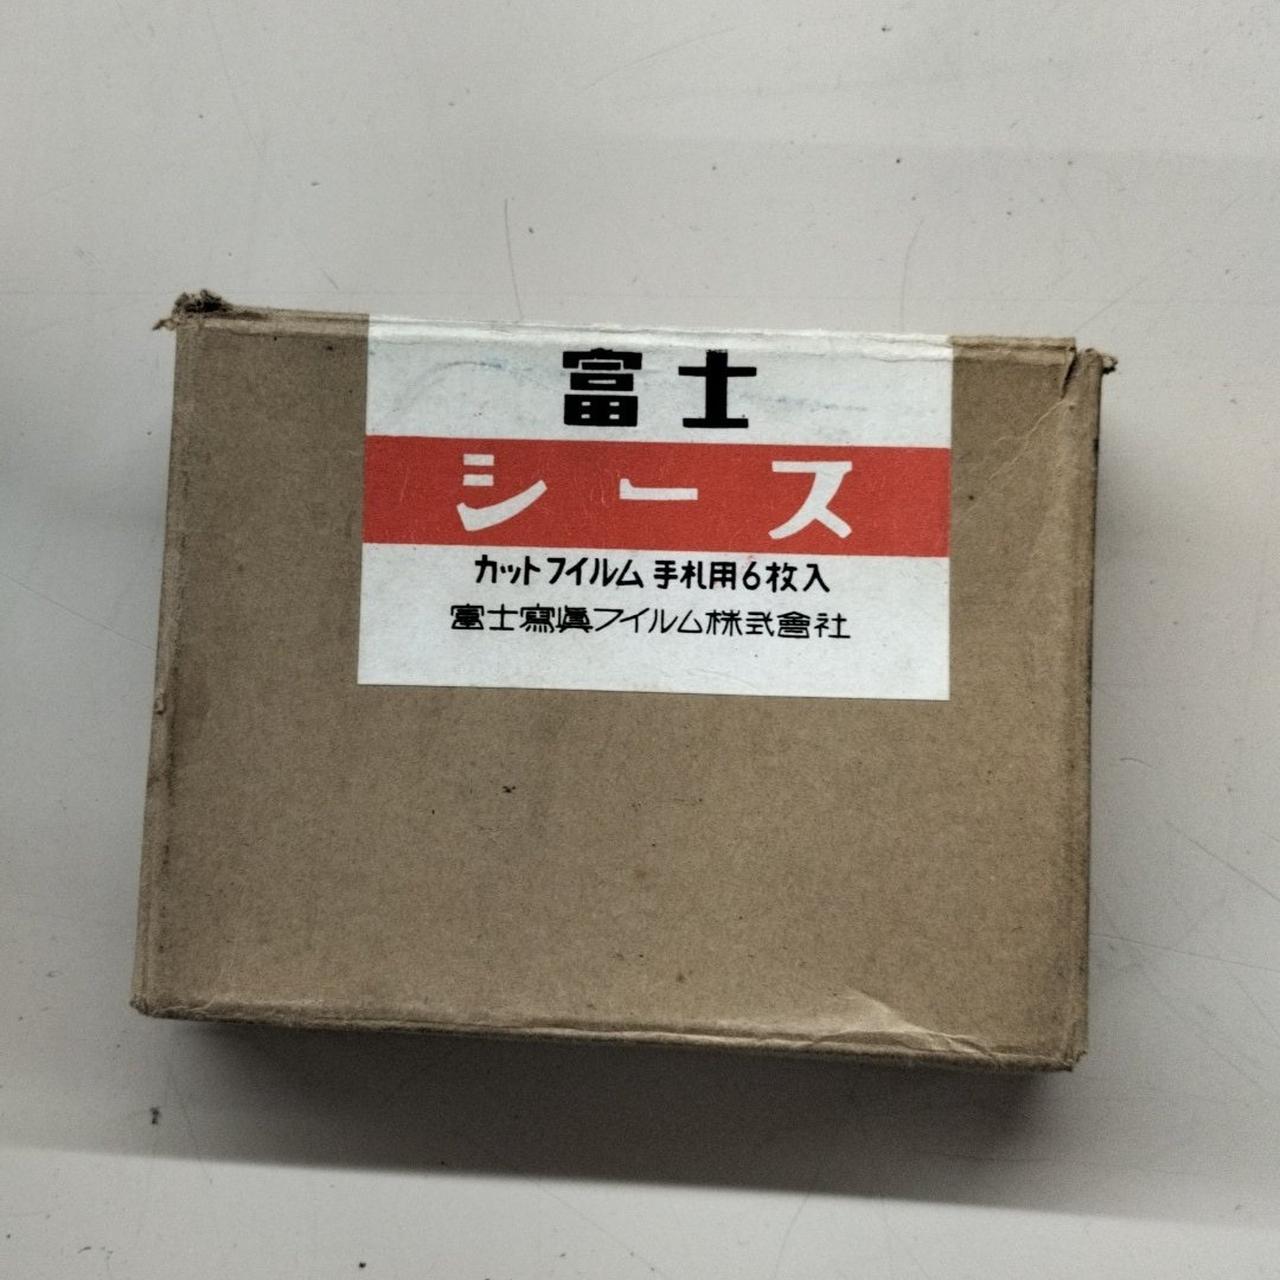 富士
シース
カットフイルム 手札用6枚入
富士寫眞フイルム株式會社